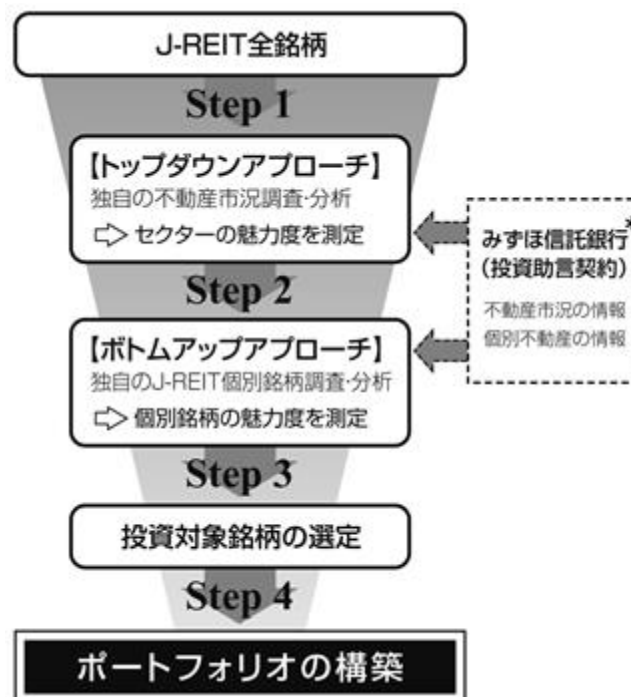 J-REIT全銘柄
Step 1
【トップダウンアプローチ】
独自の不動産市況調査・分析
⇨ セクターの魅力度を測定
みずほ信託銀行*
(投資助言契約)
不動産市況の情報
個別不動産の情報
Step 2
【ボトムアップアプローチ】
独自のJ-REIT個別銘柄調査・分析
⇨ 個別銘柄の魅力度を測定
Step 3
投資対象銘柄の選定
Step 4
ポートフォリオの構築